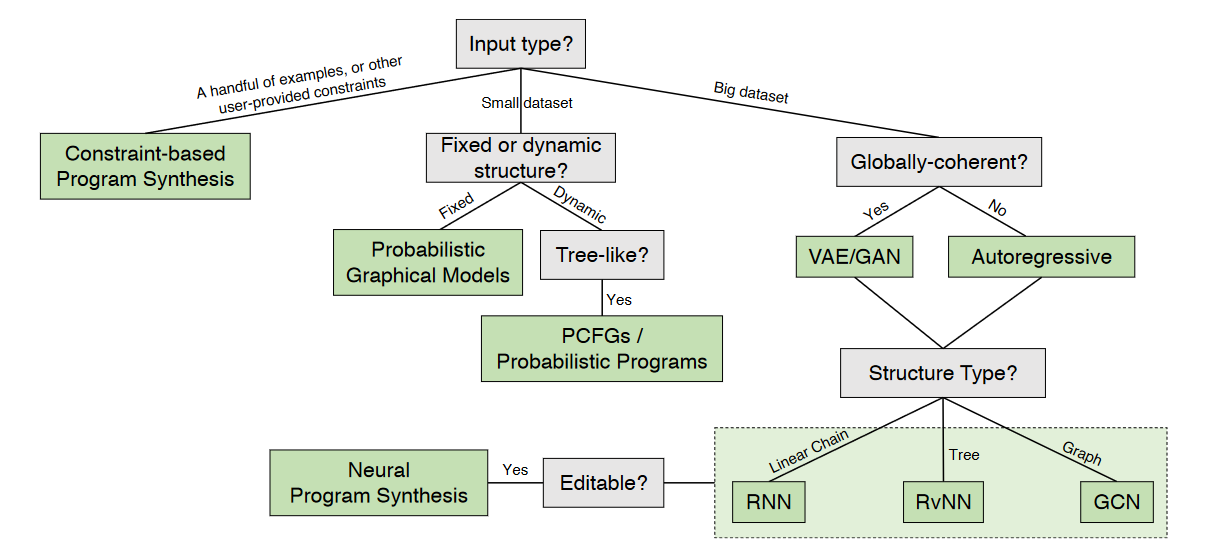 Input type?
A handful of examples, or other
user-provided constraints
Small dataset
Big dataset
Constraint-based
Program Synthesis
Fixed or dynamic
structure?
Globally-coherent?
Fixed
Dynamic
Yes
No
Probabilistic
Graphical Models
Tree-like?
VAE/GAN
Autoregressive
Yes
PCFGs /
Probabilistic Programs
Structure Type?
Linear Chain
Tree
Graph
Neural
Program Synthesis
Yes
Editable?
RNN
RvNN
GCN